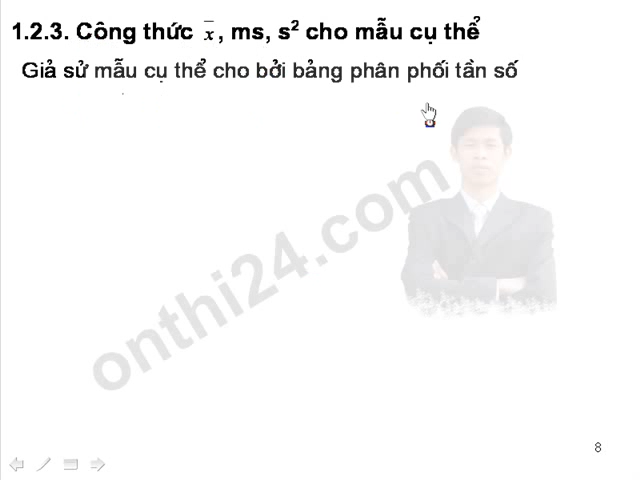 1.2.3. Công thức x̅, ms, s² cho mẫu cụ thể
Giả sử mẫu cụ thể cho bởi bảng phân phối tần số
onthi24.com
8